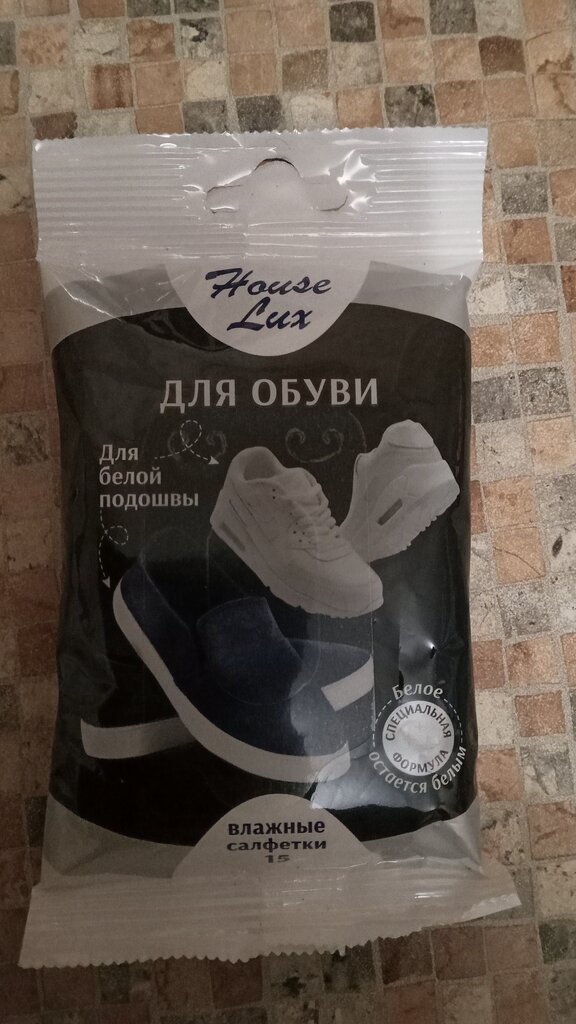 House
Lux
ДЛЯ ОБУВИ
Для
белой
подошвы
Белое
СПЕЦИАЛЬНАЯ
ФОРМУЛА
остается белым
влажные
салфетки
15